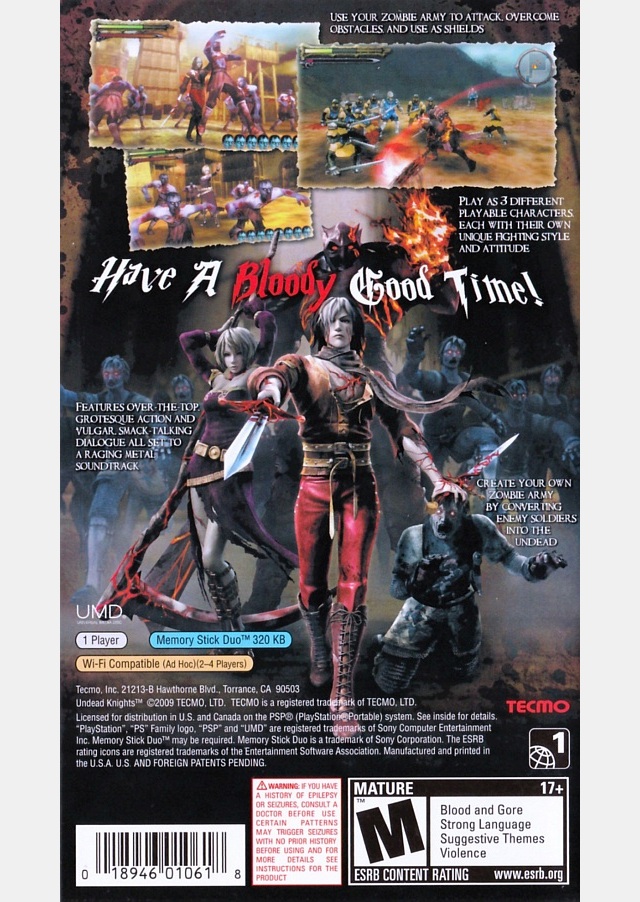 Use your zombie army to attack, overcome
obstacles, and use as shields
Play as 3 different
playable characters,
each with their own
unique fighting style
and attitude
Have A Bloody Good Time!
Features over-the-top,
grotesque action and
vulgar, smack-talking
dialogue all set to
a raging metal
soundtrack
Create your own
zombie army
by converting
enemy soldiers
into the
undead
UMD
1 Player
Memory Stick Duo™ 320 KB
Wi-Fi Compatible (Ad Hoc)(2–4 Players)
Tecmo, Inc. 21213-B Hawthorne Blvd., Torrance, CA 90503
Undead Knights™ ©2009 TECMO, LTD. TECMO is a registered trademark of TECMO, LTD.
Licensed for distribution in U.S. and Canada on the PSP® (PlayStation®Portable) system. See inside for details.
"PlayStation", "PS" Family logo, "PSP" and "UMD" are registered trademarks of Sony Computer Entertainment
Inc. Memory Stick Duo™ may be required. Memory Stick Duo is a trademark of Sony Corporation. The ESRB
rating icons are registered trademarks of the Entertainment Software Association. Manufactured and printed in
the U.S.A. U.S. AND FOREIGN PATENTS PENDING.
TECMO
1
WARNING: IF YOU HAVE
A HISTORY OF EPILEPSY
OR SEIZURES, CONSULT A
DOCTOR BEFORE USE
CERTAIN PATTERNS
MAY TRIGGER SEIZURES
WITH NO PRIOR HISTORY
BEFORE USING AND FOR
MORE DETAILS SEE
INSTRUCTIONS FOR THE
PRODUCT
MATURE 17+
TM
M
Blood and Gore
Strong Language
Suggestive Themes
Violence
ESRB CONTENT RATING www.esrb.org
0 18946 01061 8